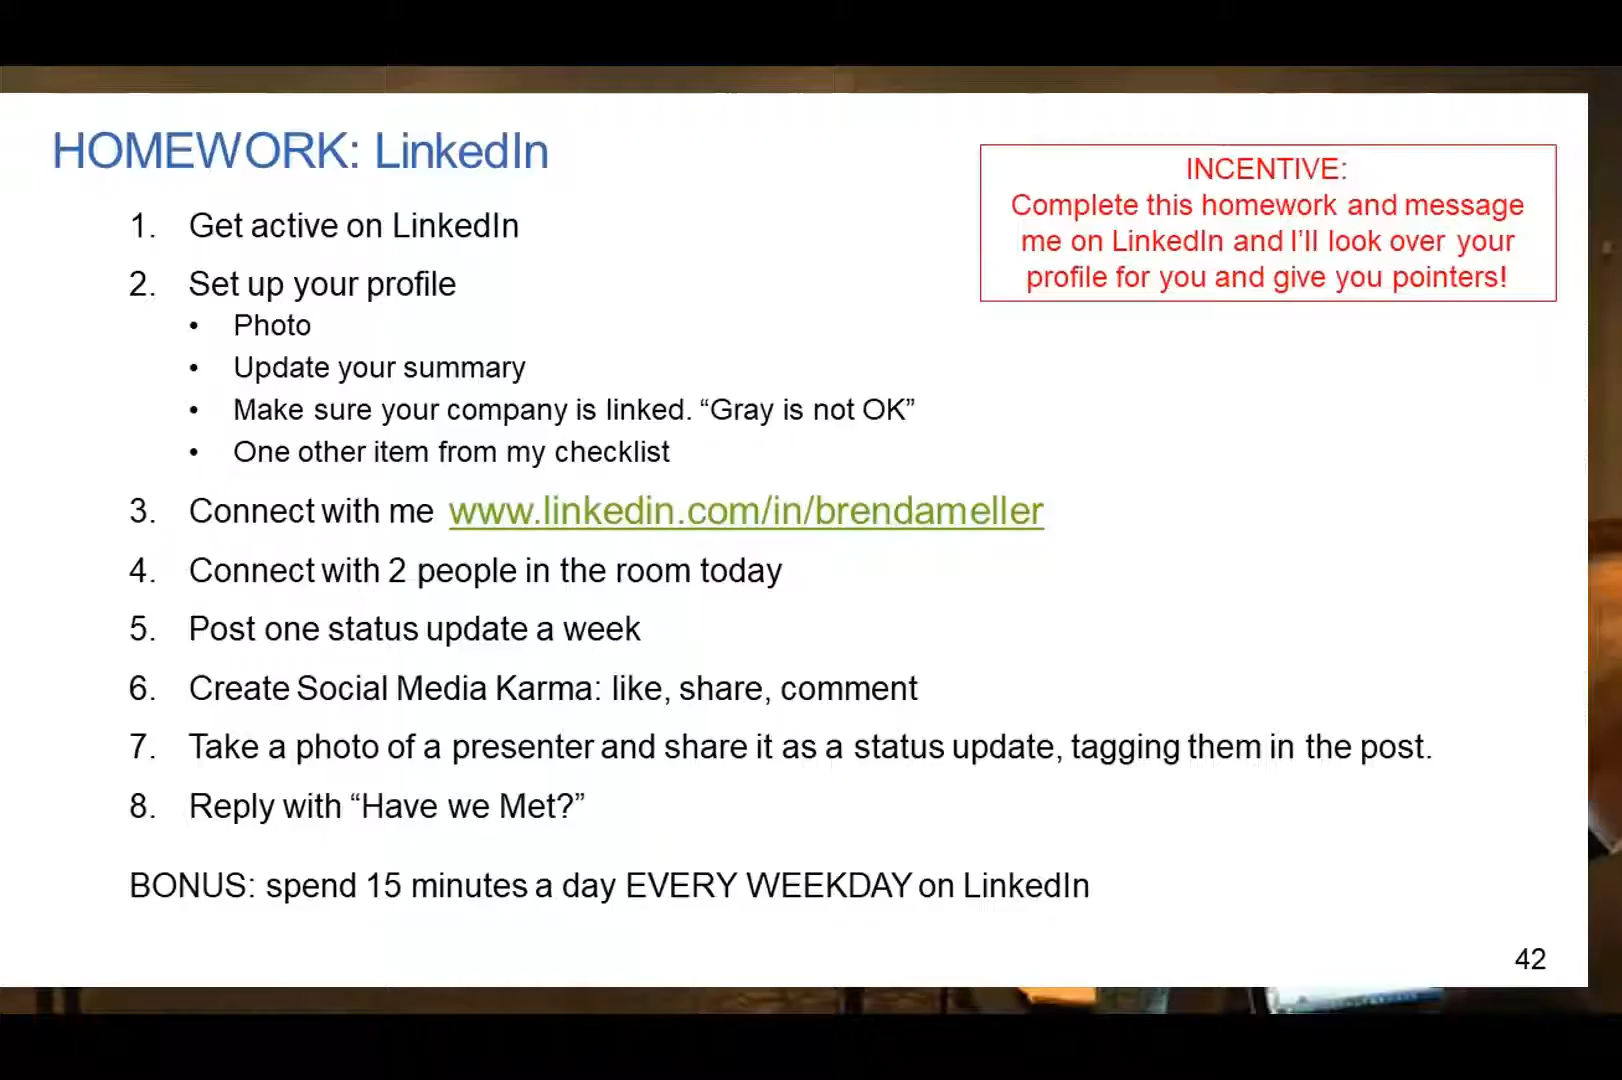 HOMEWORK: LinkedIn
INCENTIVE:
Complete this homework and message
me on LinkedIn and I’ll look over your
profile for you and give you pointers!
1. Get active on LinkedIn
2. Set up your profile
• Photo
• Update your summary
• Make sure your company is linked. “Gray is not OK”
• One other item from my checklist
3. Connect with me www.linkedin.com/in/brendameller
4. Connect with 2 people in the room today
5. Post one status update a week
6. Create Social Media Karma: like, share, comment
7. Take a photo of a presenter and share it as a status update, tagging them in the post.
8. Reply with “Have we Met?”
BONUS: spend 15 minutes a day EVERY WEEKDAY on LinkedIn
42